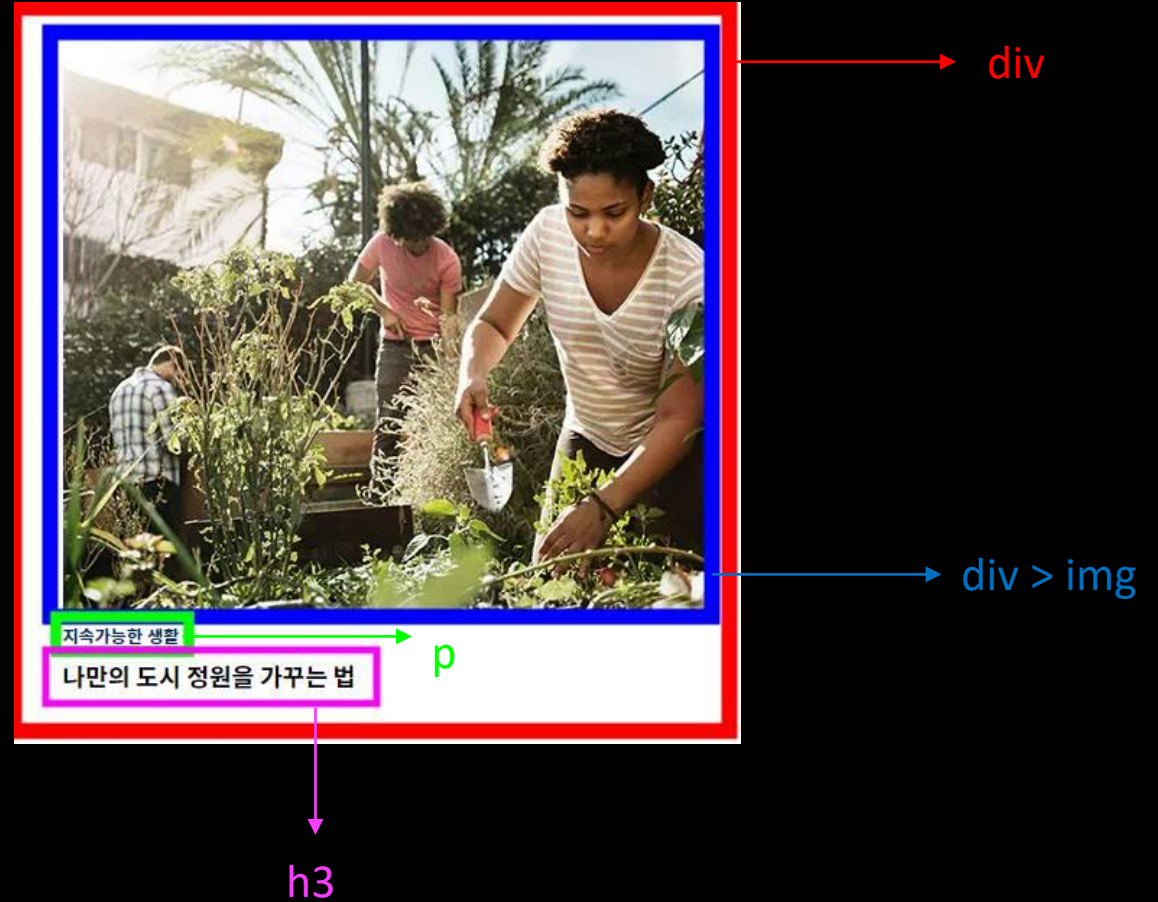 div
div > img
지속가능한 생활
p
나만의 도시 정원을 가꾸는 법
h3